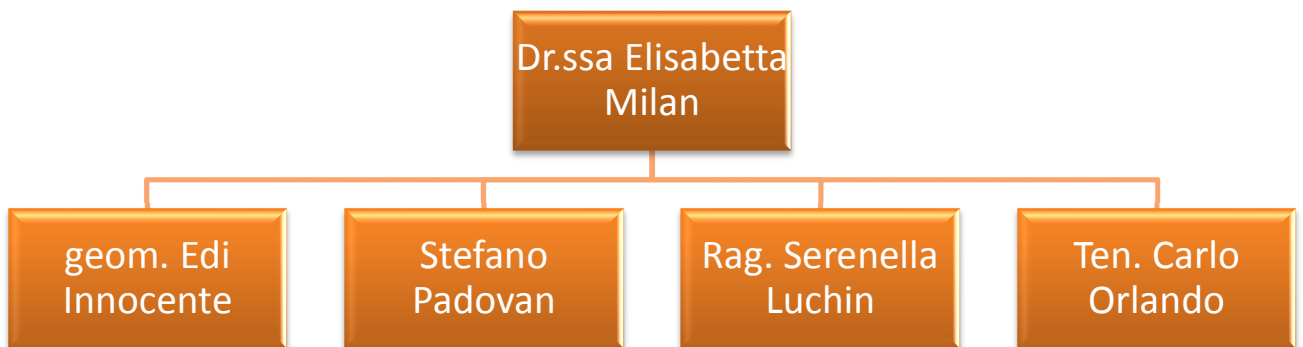 Dr.ssa Elisabetta
Milan
geom. Edi
Innocente
Stefano
Padovan
Rag. Serenella
Luchin
Ten. Carlo
Orlando